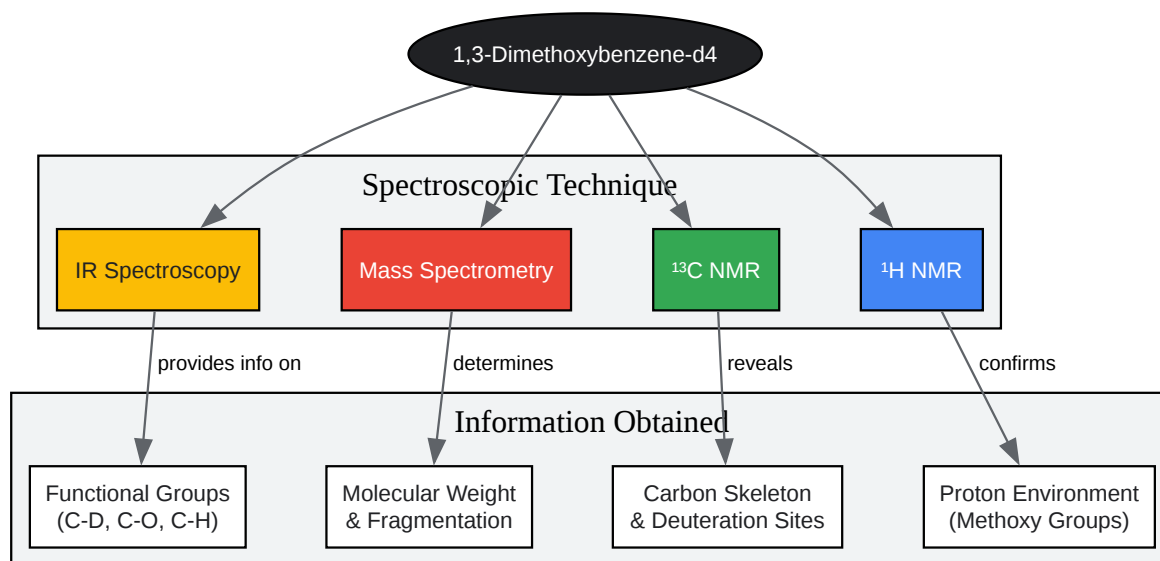 1,3-Dimethoxybenzene-d4
Spectroscopic Technique
IR Spectroscopy
Mass Spectrometry
¹³C NMR
¹H NMR
provides info on
determines
reveals
confirms
Information Obtained
Functional Groups
(C-D, C-O, C-H)
Molecular Weight
& Fragmentation
Carbon Skeleton
& Deuteration Sites
Proton Environment
(Methoxy Groups)